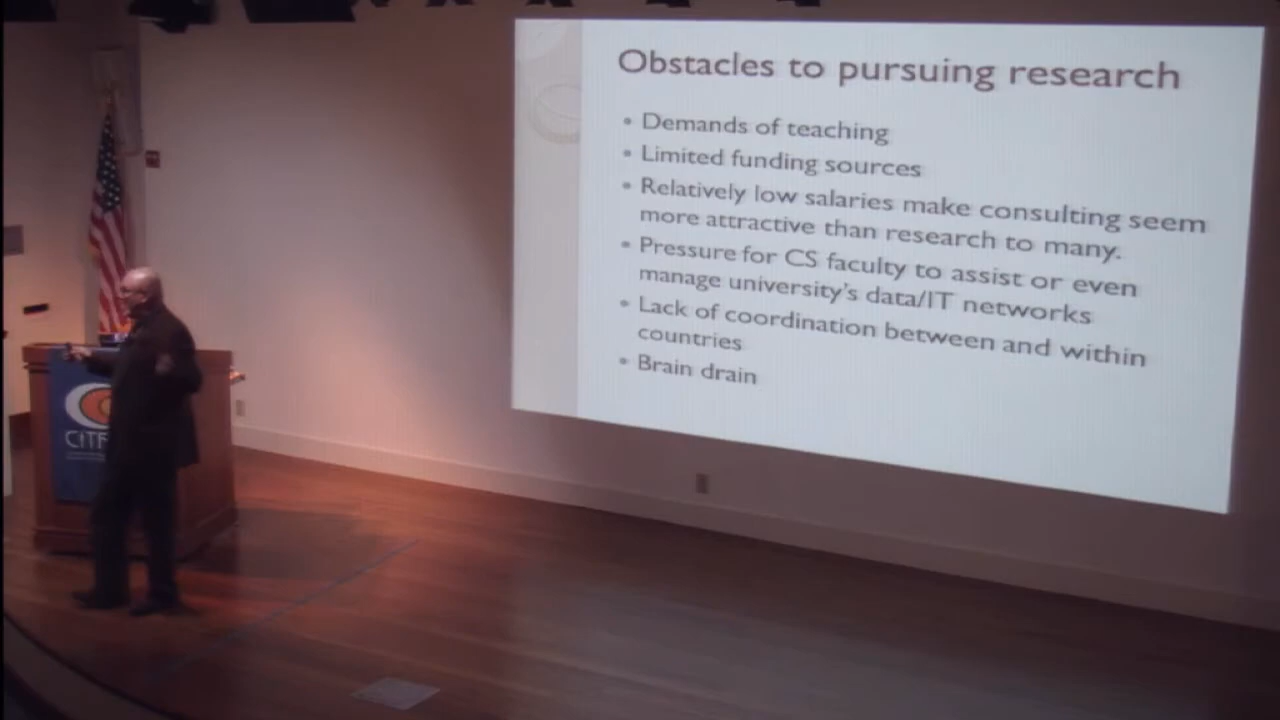 Obstacles to pursuing research
• Demands of teaching
• Limited funding sources
• Relatively low salaries make consulting seem
more attractive than research to many.
• Pressure for CS faculty to assist or even
manage university's data/IT networks
• Lack of coordination between and within
countries
• Brain drain